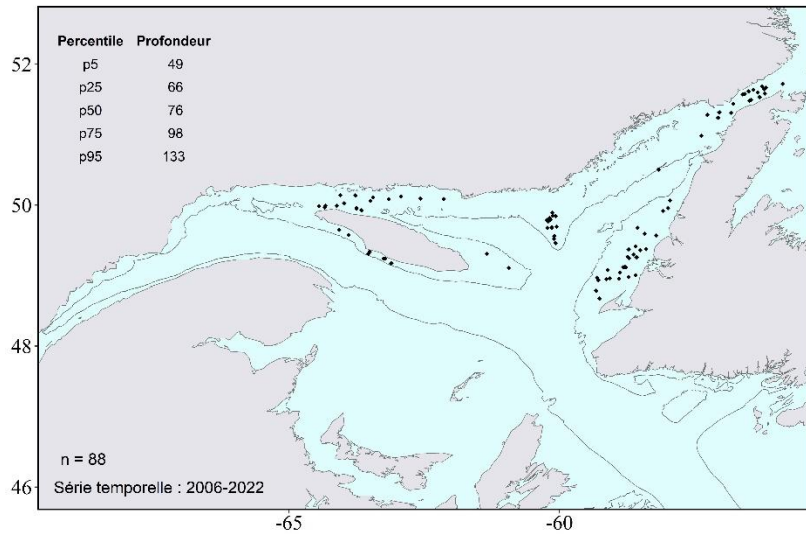 Percentile Profondeur
p5 49
p25 66
p50 76
p75 98
p95 133
n = 88
Série temporelle : 2006-2022
52
50
48
46
-65 -60